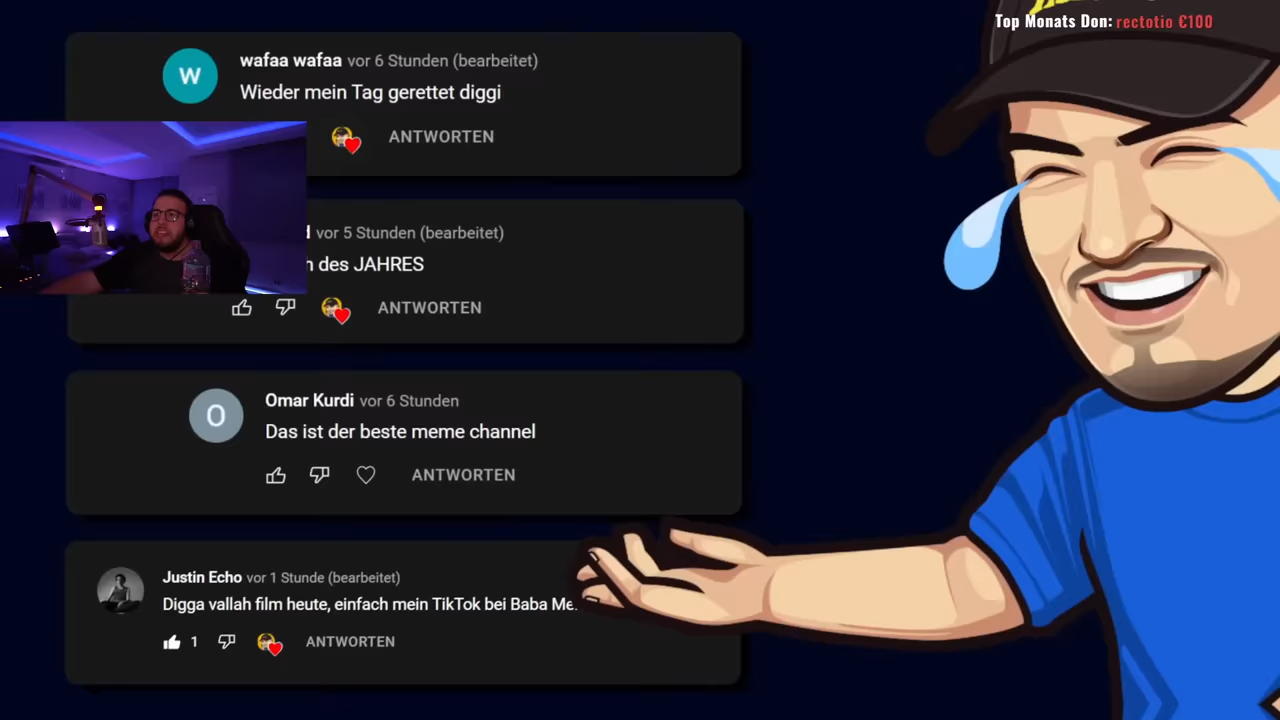 Top Monats Don: rectotio €100
W
wafaa wafaa vor 6 Stunden (bearbeitet)
Wieder mein Tag gerettet diggi
ANTWORTEN
vor 5 Stunden (bearbeitet)
des JAHRES
ANTWORTEN
O
Omar Kurdi vor 6 Stunden
Das ist der beste meme channel
ANTWORTEN
Justin Echo vor 1 Stunde (bearbeitet)
Digga vallah film heute, einfach mein TikTok bei Baba
1
ANTWORTEN